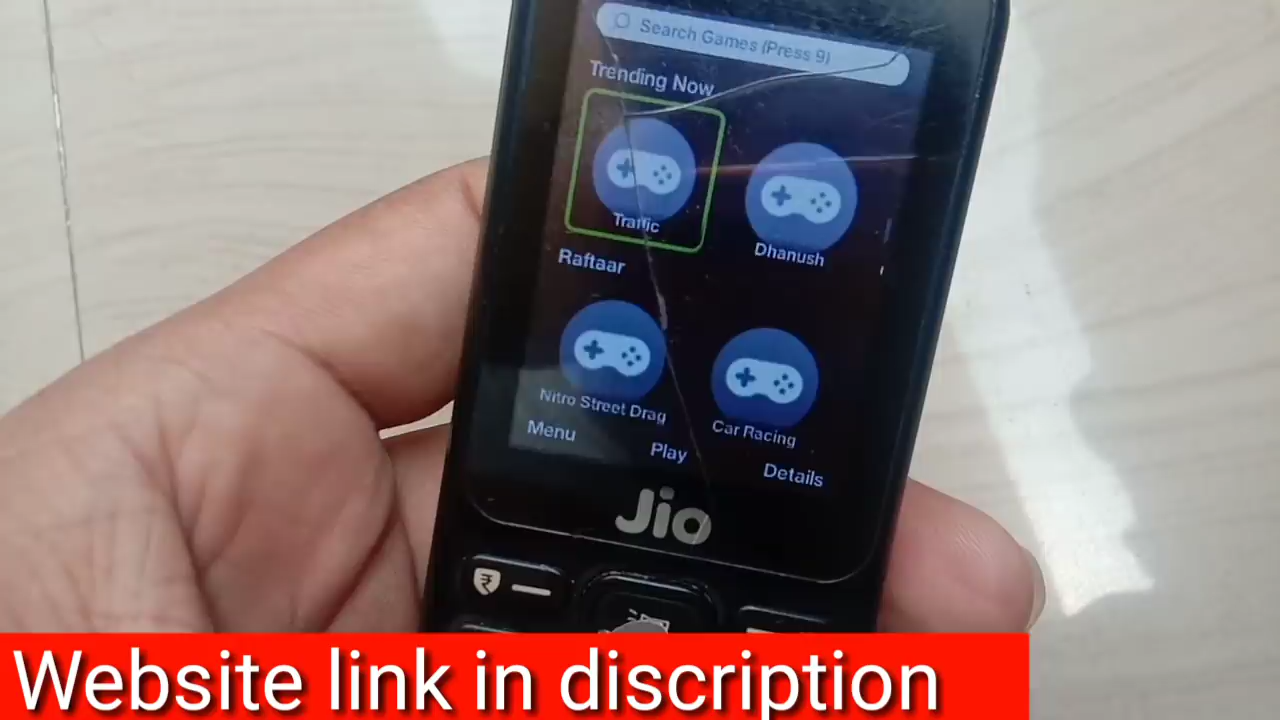 Search Games (Press 9)
Trending Now
Traffic
Dhanush
Raftaar
Nitro Street Drag
Car Racing
Menu
Play
Details
Jio
₹
Website link in discription